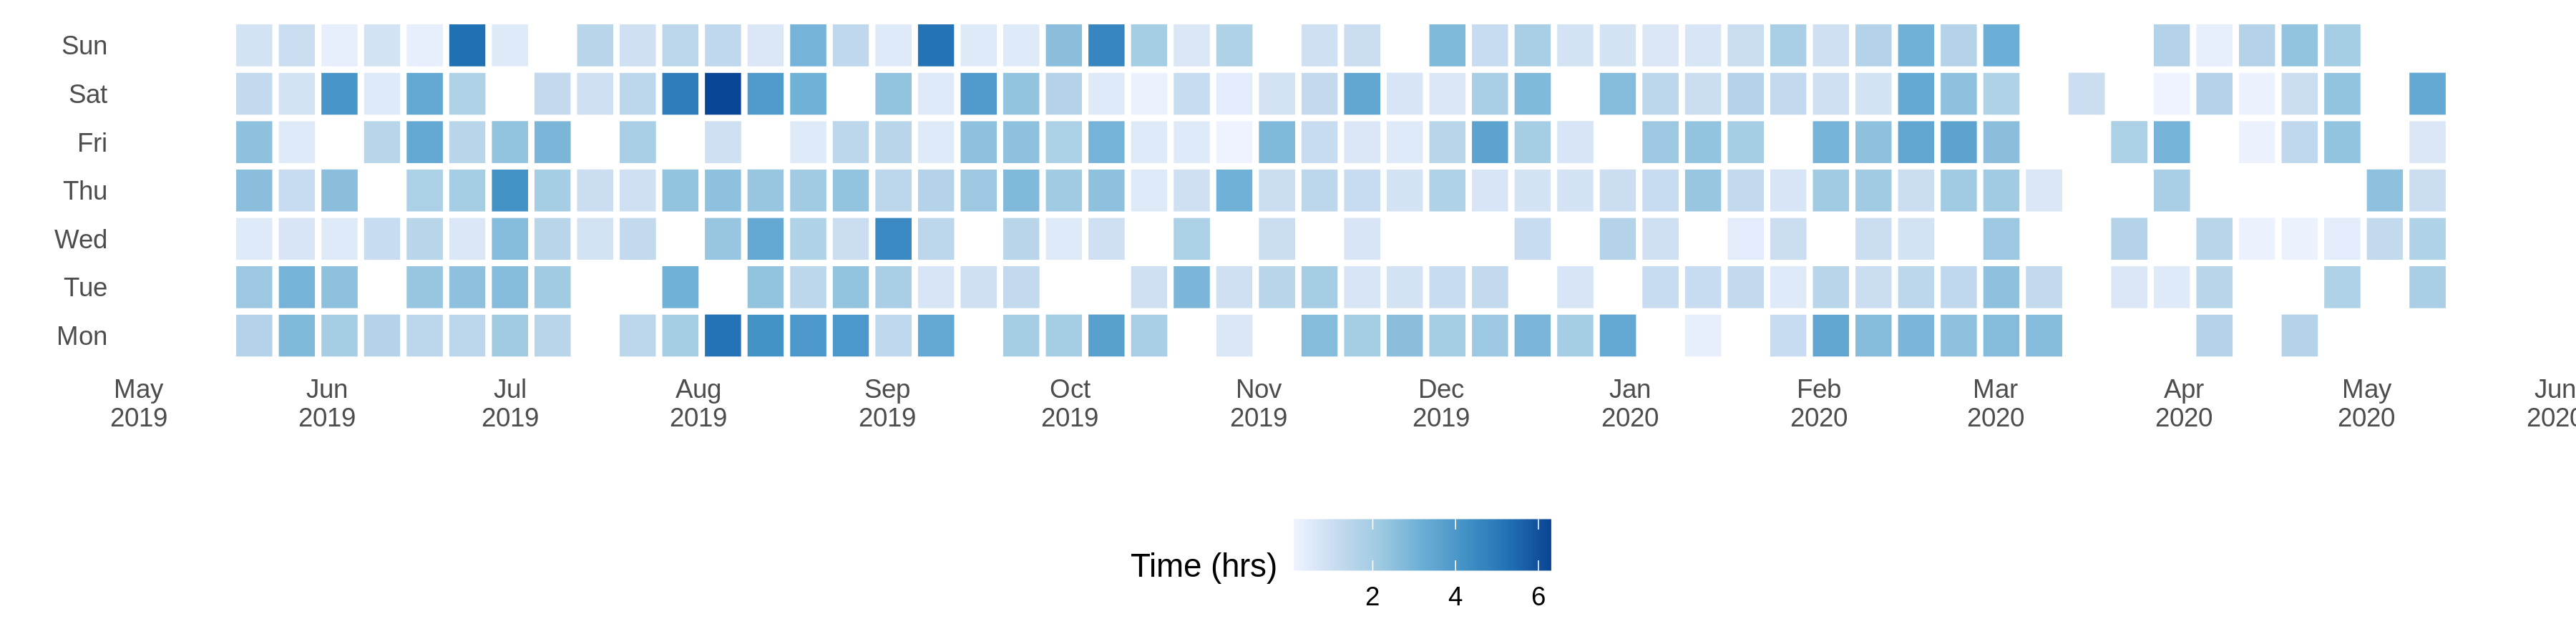 Sun
Sat
Fri
Thu
Wed
Tue
Mon
May Jun Jul Aug Sep Oct Nov Dec Jan Feb Mar Apr May Jun
2019 2019 2019 2019 2019 2019 2019 2019 2020 2020 2020 2020 2020 2020
Time (hrs)
2 4 6